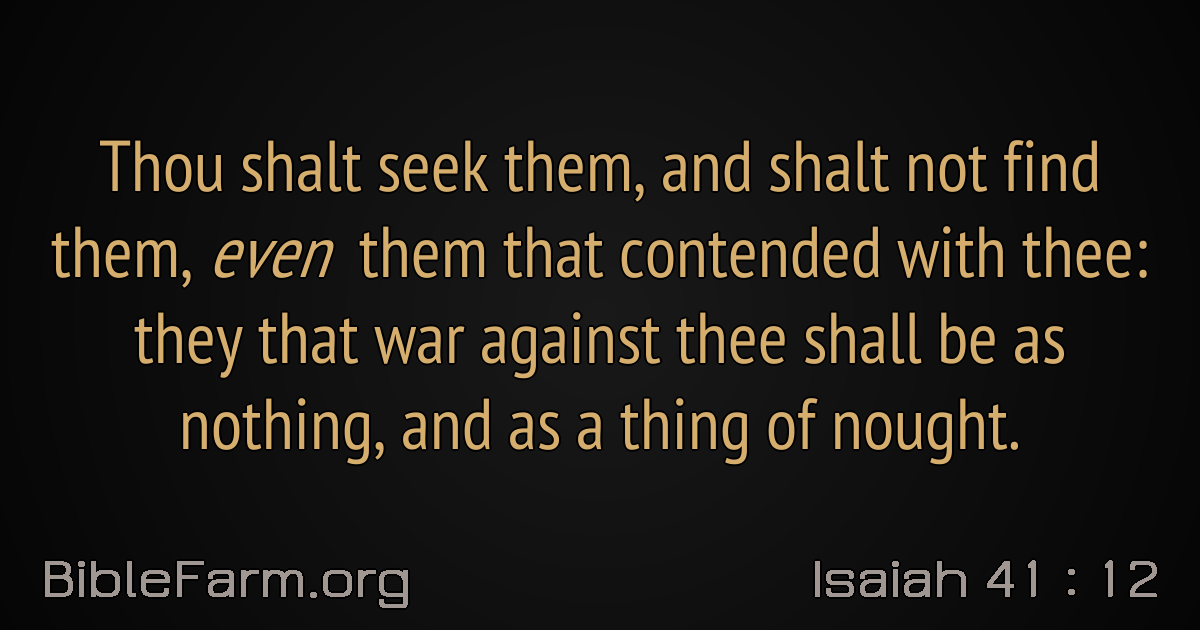 Thou shalt seek them, and shalt not find
them, even them that contended with thee:
they that war against thee shall be as
nothing, and as a thing of nought.
BibleFarm.org
Isaiah 41 : 12